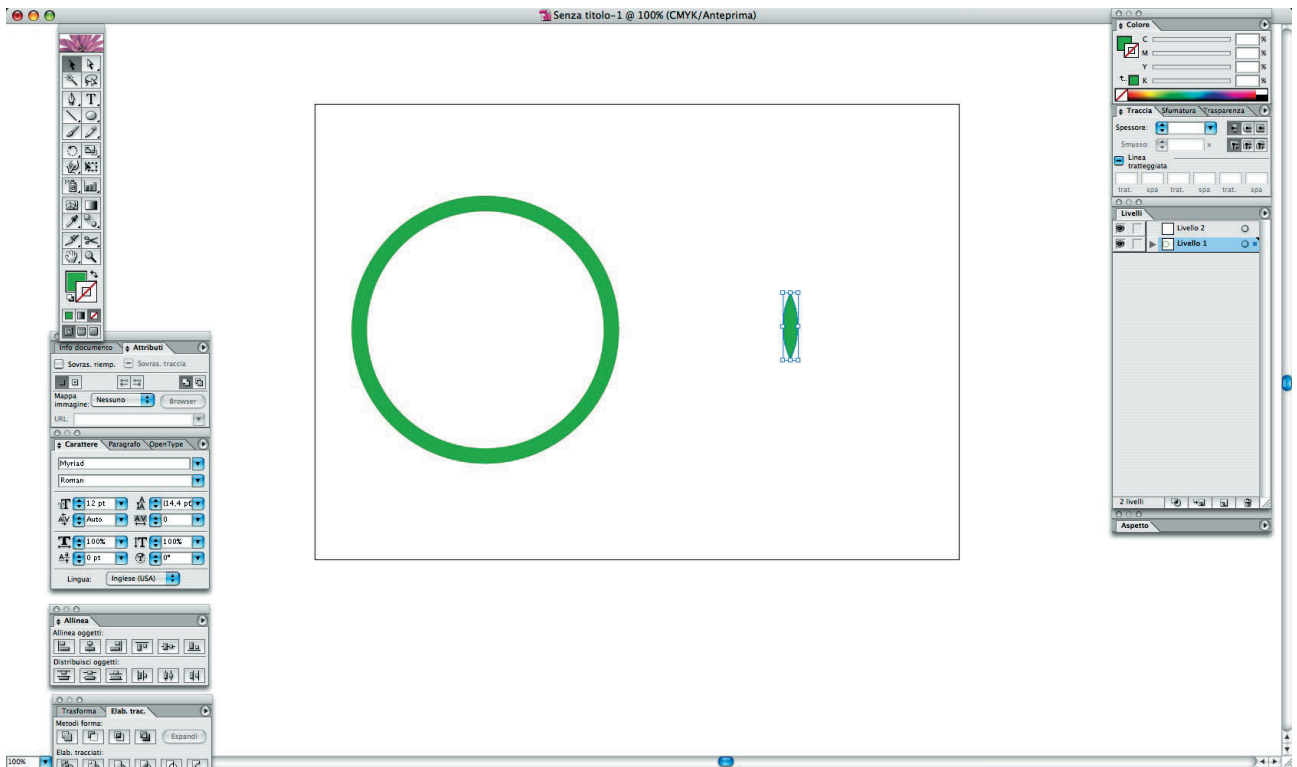 Senza titolo-1 @ 100% (CMYK/Anteprima)
Info documento
Attributi
Sovras. riemp.
Sovras. traccia
Mappa
immagine:
Nessuno
Browser
URL:
Carattere
Paragrafo
OpenType
Myriad
Roman
12 pt
(14,4 pt
Auto
0
100%
100%
0 pt
0°
Lingua:
Inglese (USA)
Allinea
Allinea oggetti:
Distribuisci oggetti:
Trasforma
Elab. trac.
Metodi forma:
Espandi
Elab. tracciati:
100%
Colore
C %
M %
Y %
K %
Traccia
Sfumatura
Trasparenza
Spessore:
Smusso: x
Linea
tratteggiata
trat. spa trat. spa trat. spa
Livelli
Livello 2
Livello 1
2 livelli
Aspetto